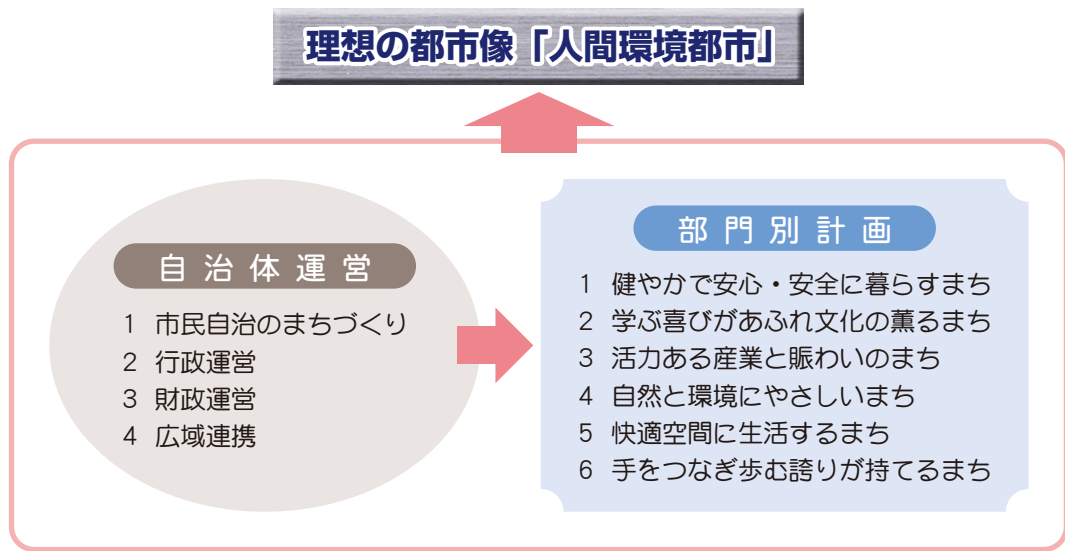 理想の都市像「人間環境都市」
自治体運営
1 市民自治のまちづくり
2 行政運営
3 財政運営
4 広域連携
部門別計画
1 健やかで安心・安全に暮らすまち
2 学ぶ喜びがあふれ文化の薫るまち
3 活力ある産業と賑わいのまち
4 自然と環境にやさしいまち
5 快適空間に生活するまち
6 手をつなぎ歩む誇りが持てるまち